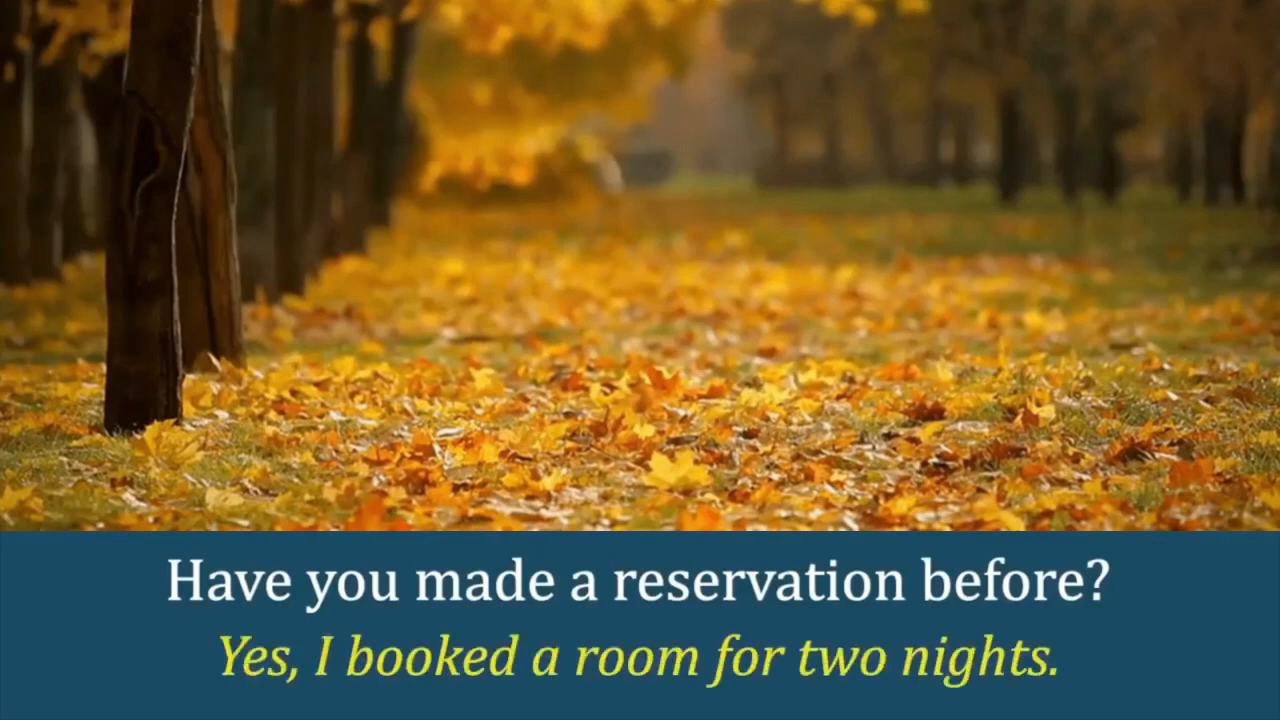 Have you made a reservation before?
Yes, I booked a room for two nights.